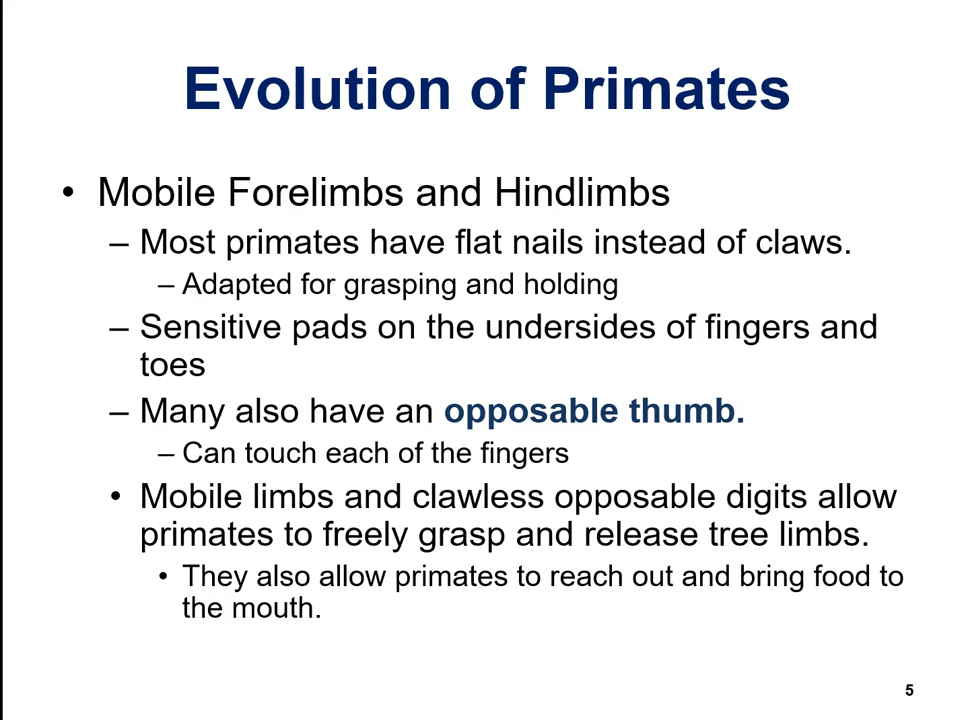 Evolution of Primates
• Mobile Forelimbs and Hindlimbs
– Most primates have flat nails instead of claws.
– Adapted for grasping and holding
– Sensitive pads on the undersides of fingers and
toes
– Many also have an opposable thumb.
– Can touch each of the fingers
• Mobile limbs and clawless opposable digits allow
primates to freely grasp and release tree limbs.
• They also allow primates to reach out and bring food to
the mouth.
5